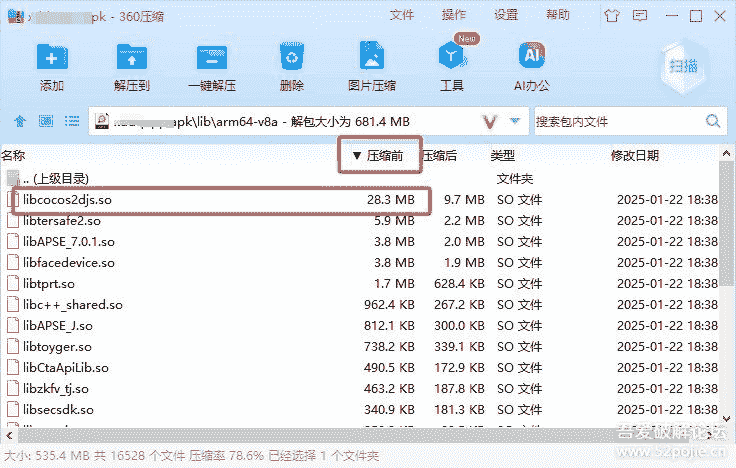 pk - 360压缩 文件 操作 设置 帮助
New
添加 解压到 一键解压 删除 图片压缩 工具 AI办公 扫描
AI
apk\lib\arm64-v8a - 解包大小为 681.4 MB 搜索包内文件
名称 ▼ 压缩前 压缩后 类型 修改日期
.. (上级目录) 文件夹
libcocos2djs.so 28.3 MB 9.7 MB SO 文件 2025-01-22 18:38
libtersafe2.so 5.9 MB 2.2 MB SO 文件 2025-01-22 18:38
libAPSE_7.0.1.so 3.8 MB 2.0 MB SO 文件 2025-01-22 18:38
libfacedevice.so 3.8 MB 1.9 MB SO 文件 2025-01-22 18:38
libtprt.so 1.7 MB 628.4 KB SO 文件 2025-01-22 18:38
libc++_shared.so 962.4 KB 267.2 KB SO 文件 2025-01-22 18:38
libAPSE_J.so 812.1 KB 300.0 KB SO 文件 2025-01-22 18:38
libtoyger.so 738.2 KB 339.1 KB SO 文件 2025-01-22 18:38
libCtaApiLib.so 490.5 KB 172.9 KB SO 文件 2025-01-22 18:38
libzkfv_tj.so 463.2 KB 187.8 KB SO 文件 2025-01-22 18:38
libsecsdk.so 340.9 KB 181.3 KB SO 文件 2025-01-22 18:38
吾爱破解论坛
大小: 535.4 MB 共 16528 个文件 压缩率 78.6% 已经选择 1 个文件夹
www.52pojie.cn